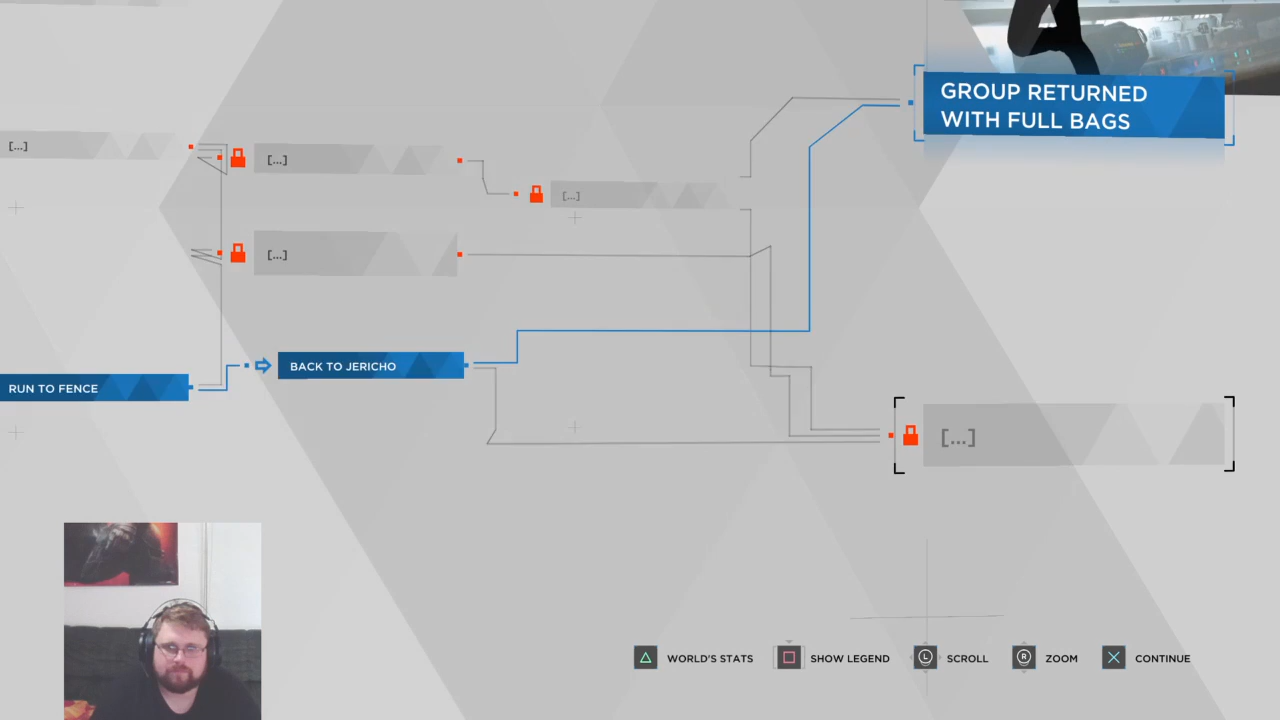 GROUP RETURNED
WITH FULL BAGS
[...]
[...]
[...]
[...]
BACK TO JERICHO
RUN TO FENCE
[...]
WORLD'S STATS
SHOW LEGEND
L
SCROLL
R
ZOOM
CONTINUE